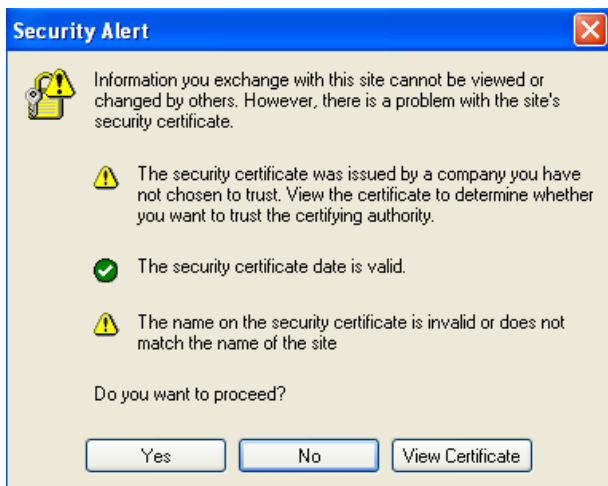 Security Alert
Information you exchange with this site cannot be viewed or
changed by others. However, there is a problem with the site's
security certificate.
The security certificate was issued by a company you have
not chosen to trust. View the certificate to determine whether
you want to trust the certifying authority.
The security certificate date is valid.
The name on the security certificate is invalid or does not
match the name of the site
Do you want to proceed?
Yes No View Certificate